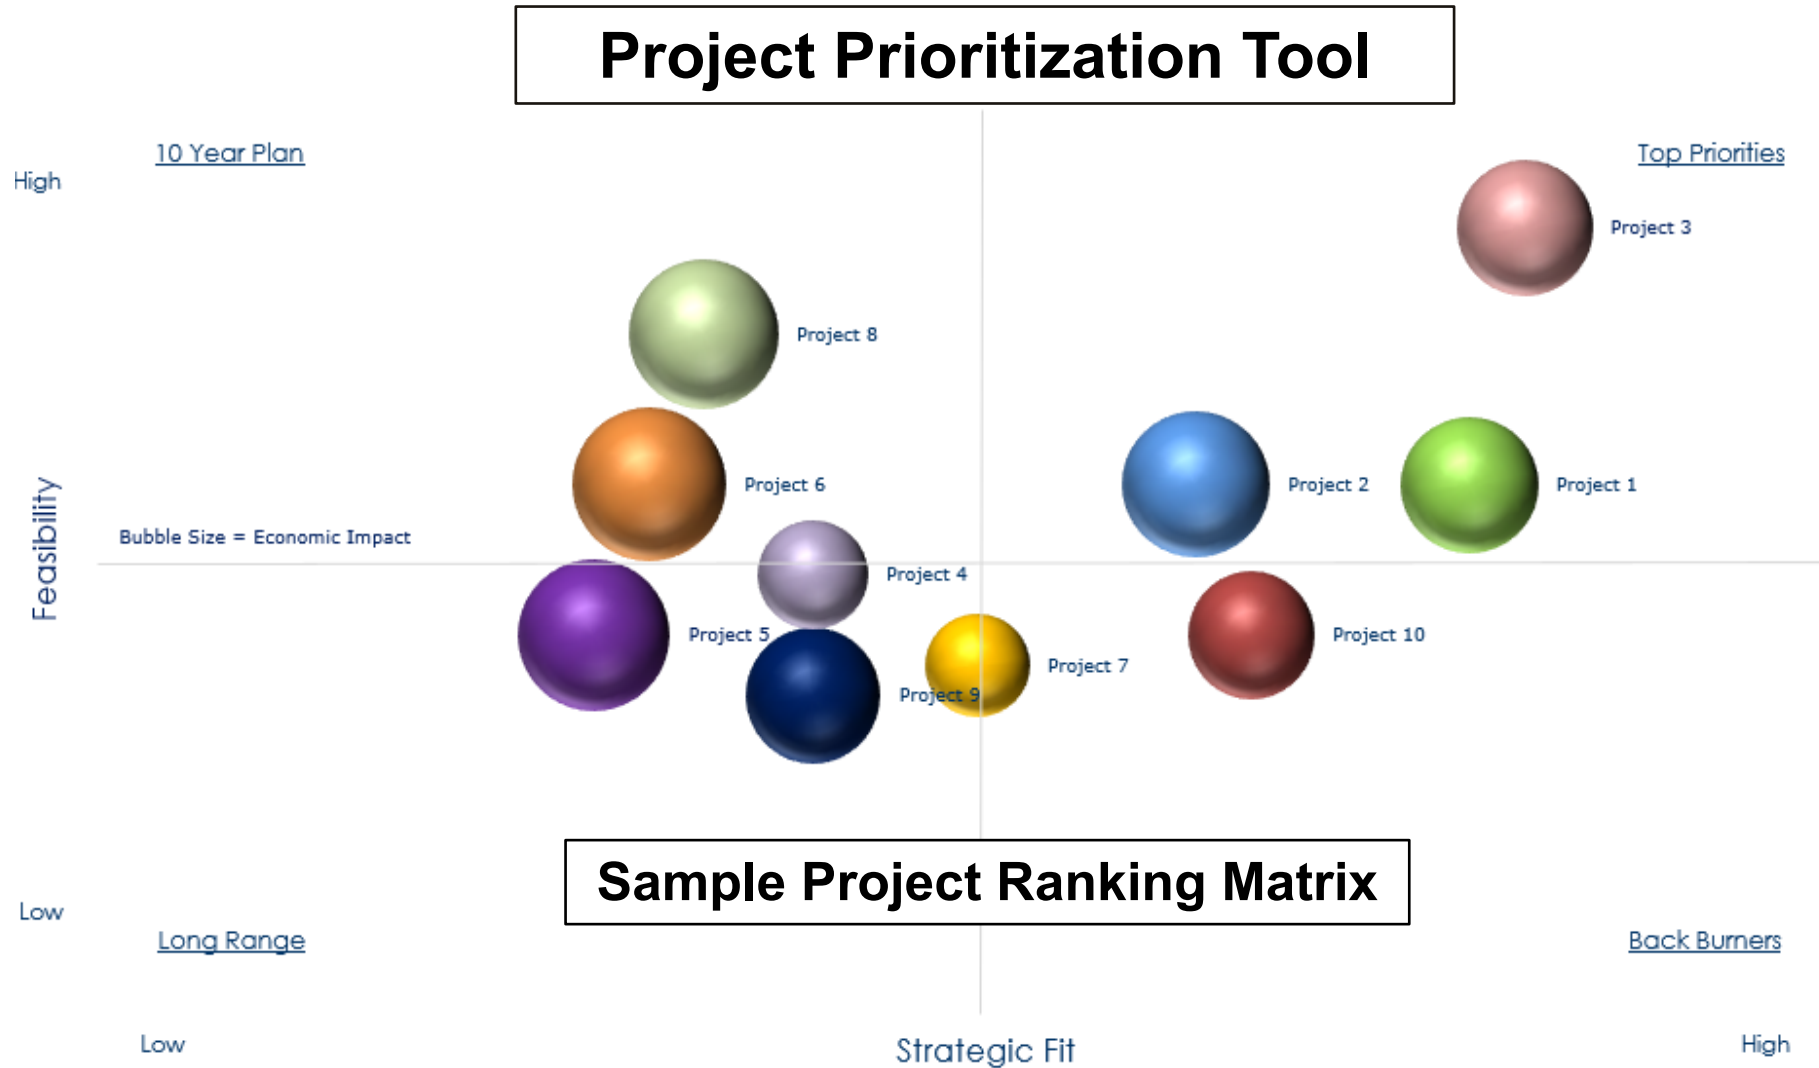 Project Prioritization Tool
10 Year Plan
Top Priorities
High
Project 3
Project 8
Project 6
Project 2
Project 1
Feasibility
Bubble Size = Economic Impact
Project 4
Project 5
Project 10
Project 7
Project 9
Sample Project Ranking Matrix
Low
Long Range
Back Burners
Low
Strategic Fit
High